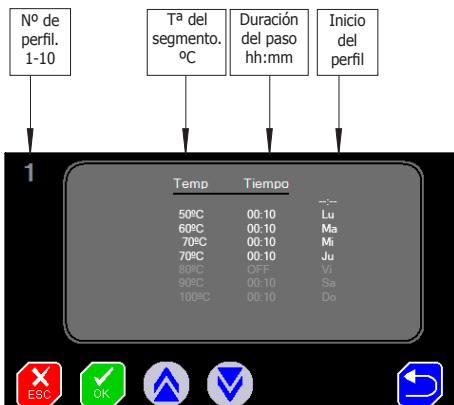 Nº de
perfil.
1-10
Tª del
segmento.
ºC
Duración
del paso
hh:mm
Inicio
del
perfil
1
Temp Tiempo
--:--
50ºC 00:10 Lu
60ºC 00:10 Ma
70ºC 00:10 Mi
70ºC 00:10 Ju
80ºC OFF Vi
90ºC 00:10 Sa
100ºC 00:10 Do
ESC
OK